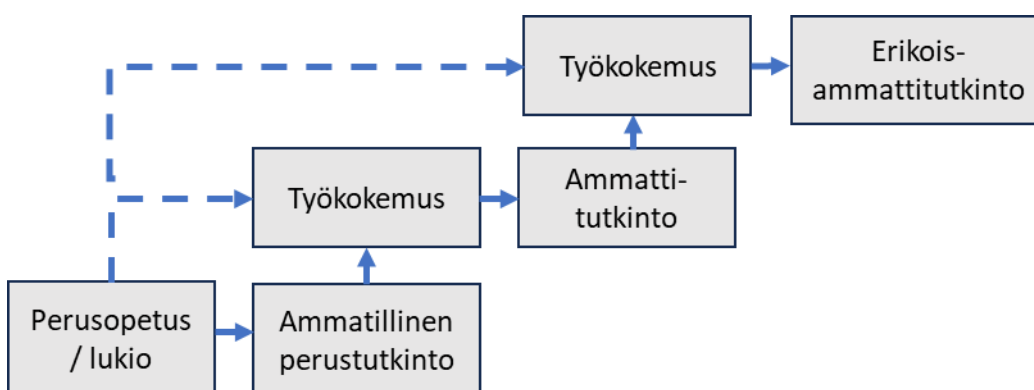 Työkokemus
Erikois-
ammattitutkinto
Työkokemus
Ammatti-
tutkinto
Perusopetus
/ lukio
Ammatillinen
perustutkinto